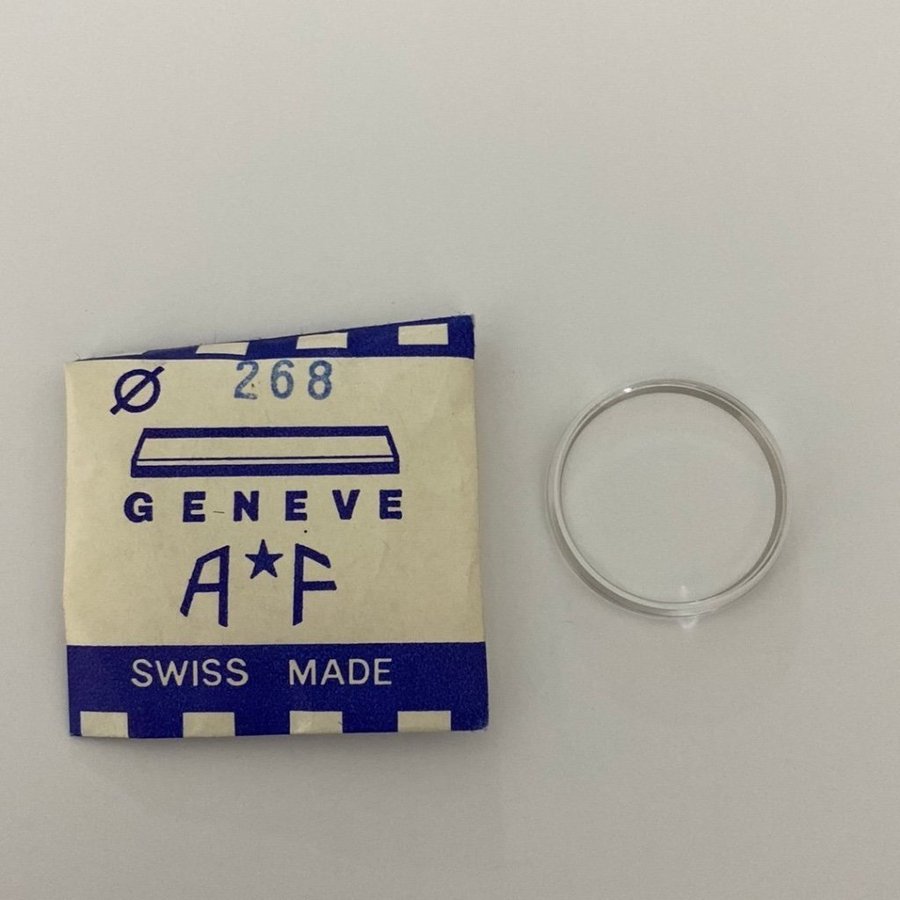 Ø 268
GENEVE
A★F
SWISS MADE